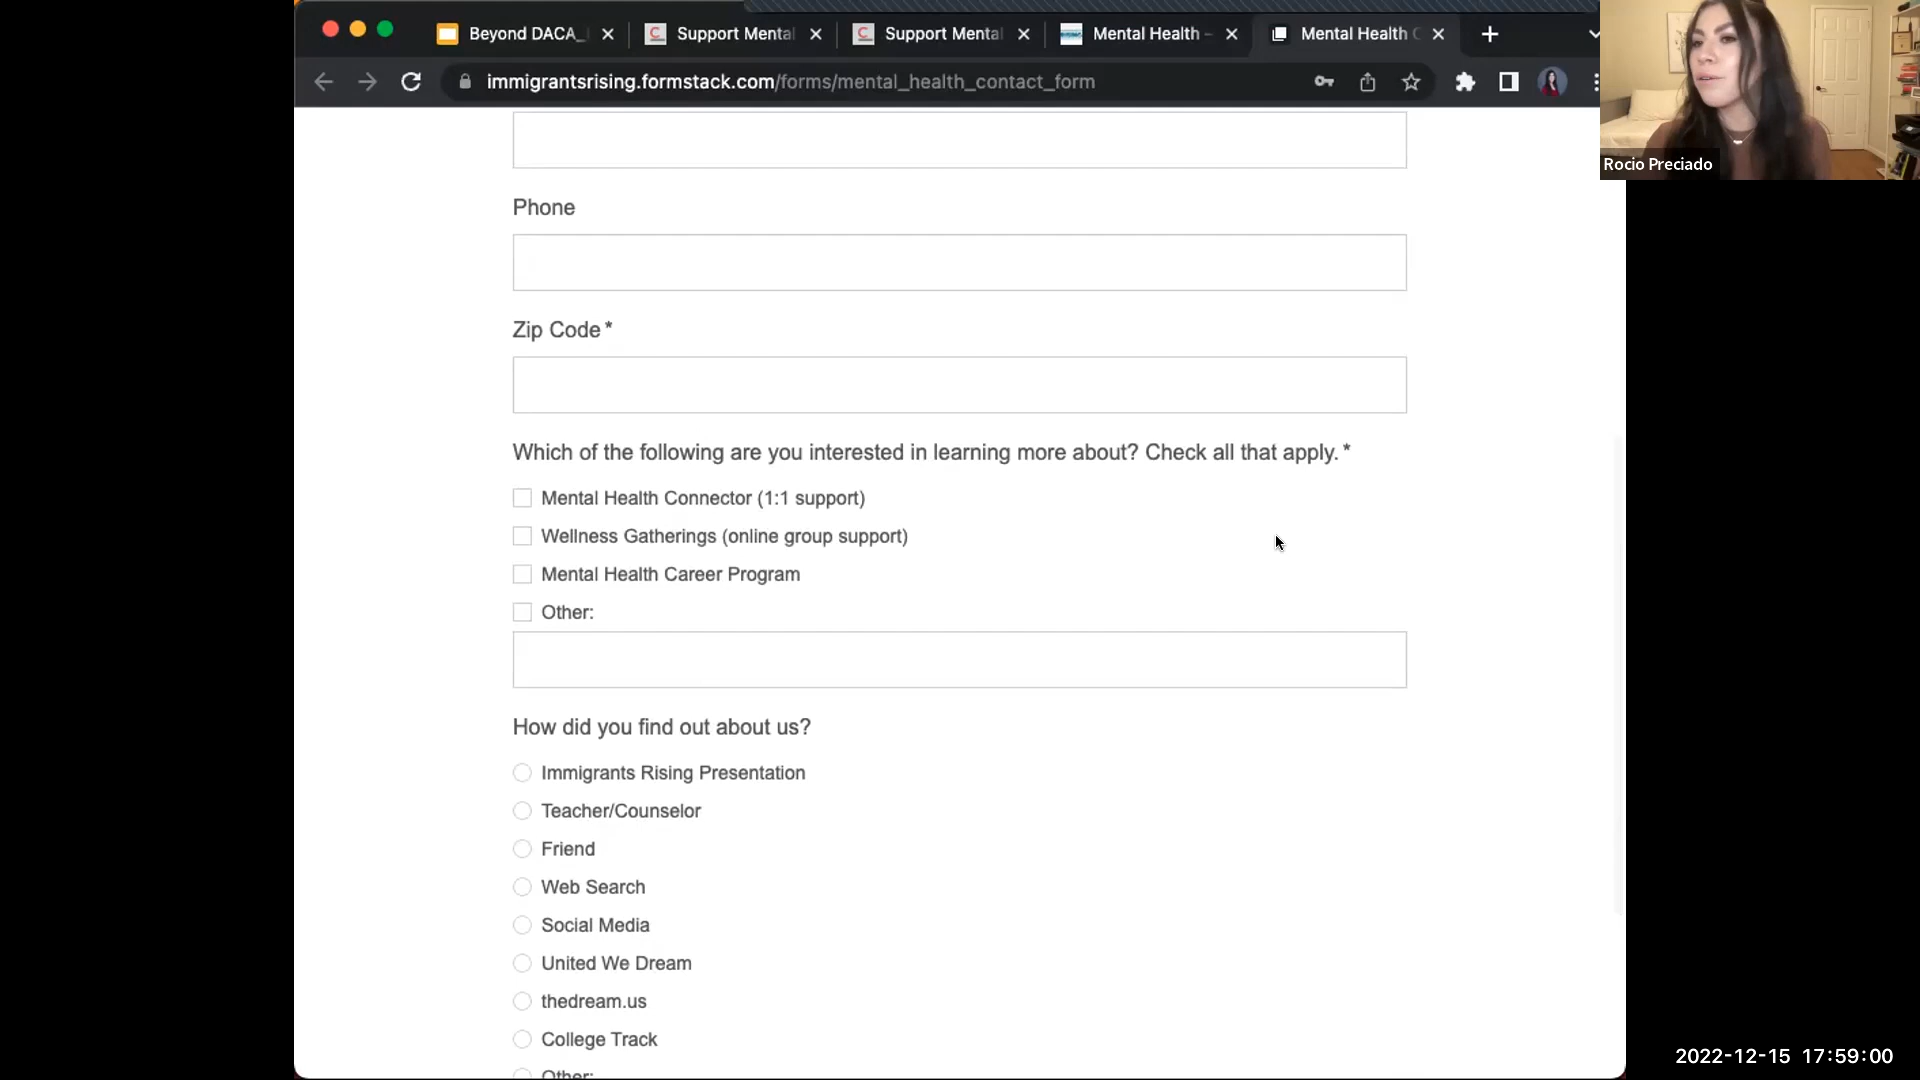 Beyond DACA_
Support Mental
Support Mental
Mental Health -
Mental Health C
immigrantsrising.formstack.com/forms/mental_health_contact_form
Rocio Preciado
Phone
Zip Code*
Which of the following are you interested in learning more about? Check all that apply.*
Mental Health Connector (1:1 support)
Wellness Gatherings (online group support)
Mental Health Career Program
Other:
How did you find out about us?
Immigrants Rising Presentation
Teacher/Counselor
Friend
Web Search
Social Media
United We Dream
thedream.us
College Track
Other:
2022-12-15 17:59:00